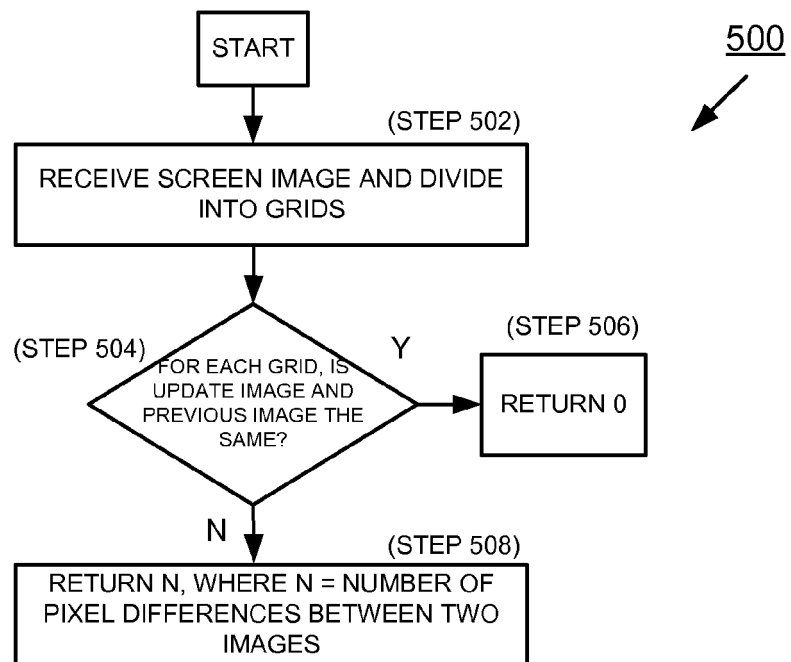 START
500
(STEP 502)
RECEIVE SCREEN IMAGE AND DIVIDE
INTO GRIDS
(STEP 504)
FOR EACH GRID, IS
UPDATE IMAGE AND
PREVIOUS IMAGE THE
SAME?
Y
(STEP 506)
RETURN 0
N
(STEP 508)
RETURN N, WHERE N = NUMBER OF
PIXEL DIFFERENCES BETWEEN TWO
IMAGES